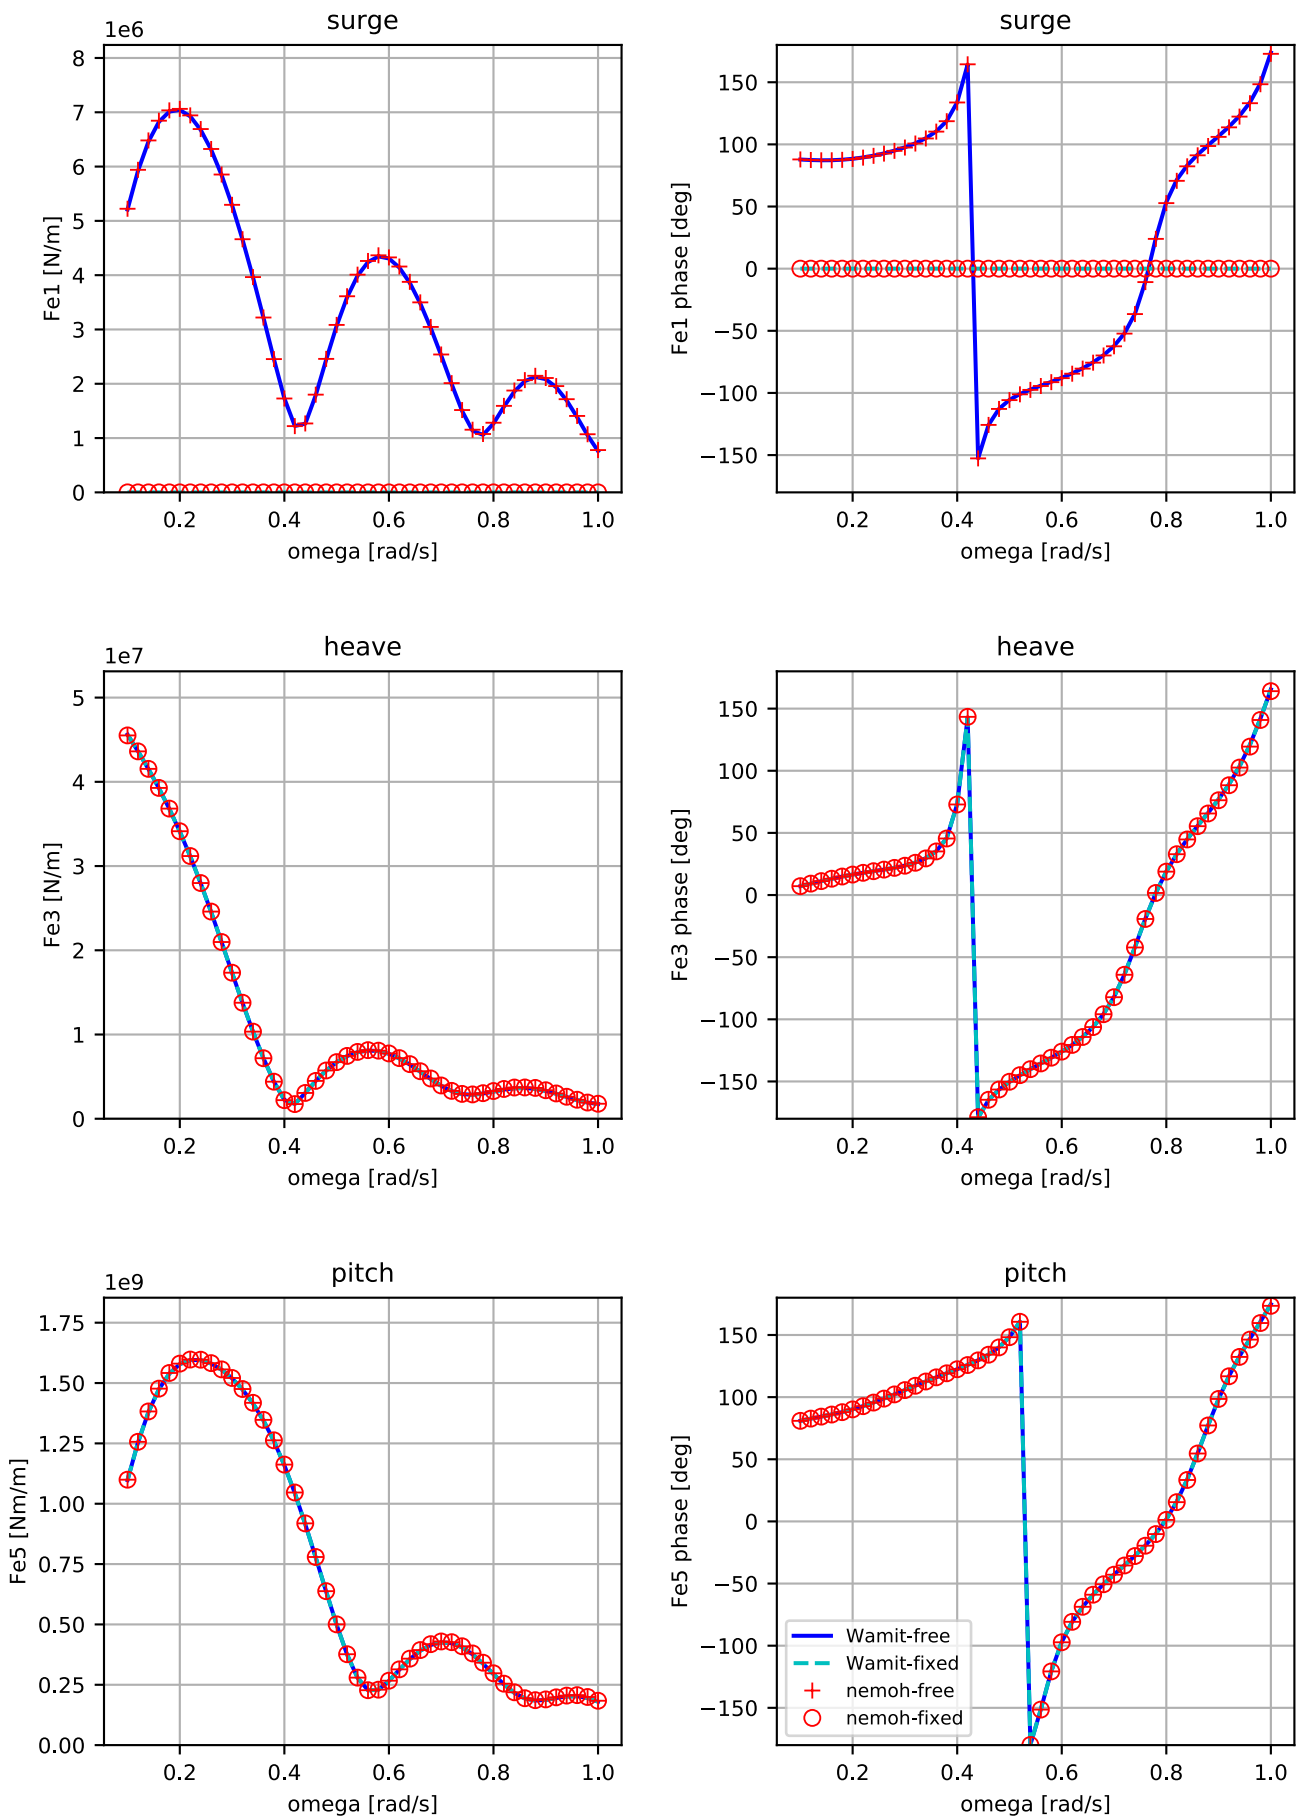 surge
1e6
8
7
6
5
4
3
2
1
0
Fe1 [N/m]
0.2 0.4 0.6 0.8 1.0
omega [rad/s]
surge
150
100
50
0
−50
−100
−150
Fe1 phase [deg]
0.2 0.4 0.6 0.8 1.0
omega [rad/s]
heave
1e7
5
4
3
2
1
0
Fe3 [N/m]
0.2 0.4 0.6 0.8 1.0
omega [rad/s]
heave
150
100
50
0
−50
−100
−150
Fe3 phase [deg]
0.2 0.4 0.6 0.8 1.0
omega [rad/s]
pitch
1e9
1.75
1.50
1.25
1.00
0.75
0.50
0.25
0.00
Fe5 [Nm/m]
0.2 0.4 0.6 0.8 1.0
omega [rad/s]
pitch
150
100
50
0
−50
−100
−150
Fe5 phase [deg]
Wamit-free
Wamit-fixed
nemoh-free
nemoh-fixed
0.2 0.4 0.6 0.8 1.0
omega [rad/s]